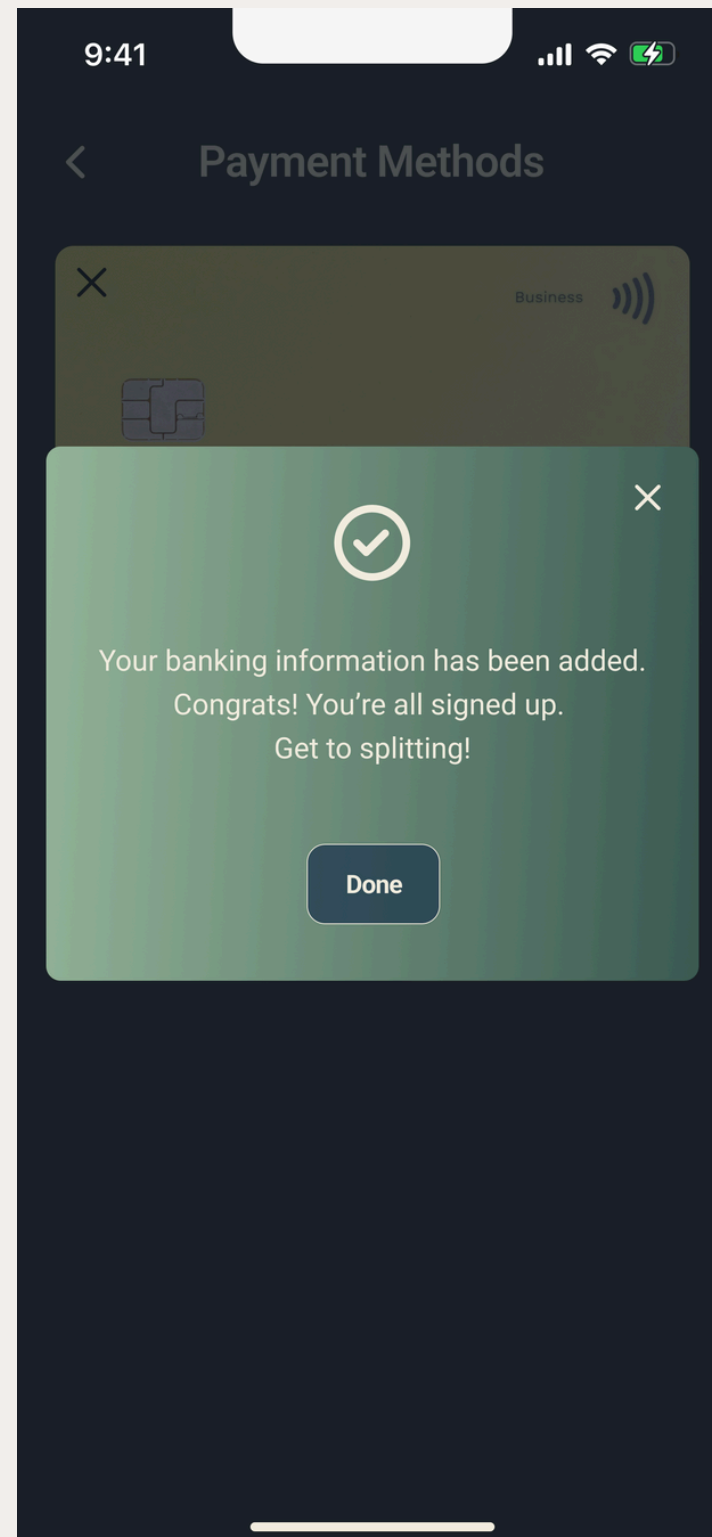 9:41
Payment Methods
Business
Your banking information has been added.
Congrats! You’re all signed up.
Get to splitting!
Done